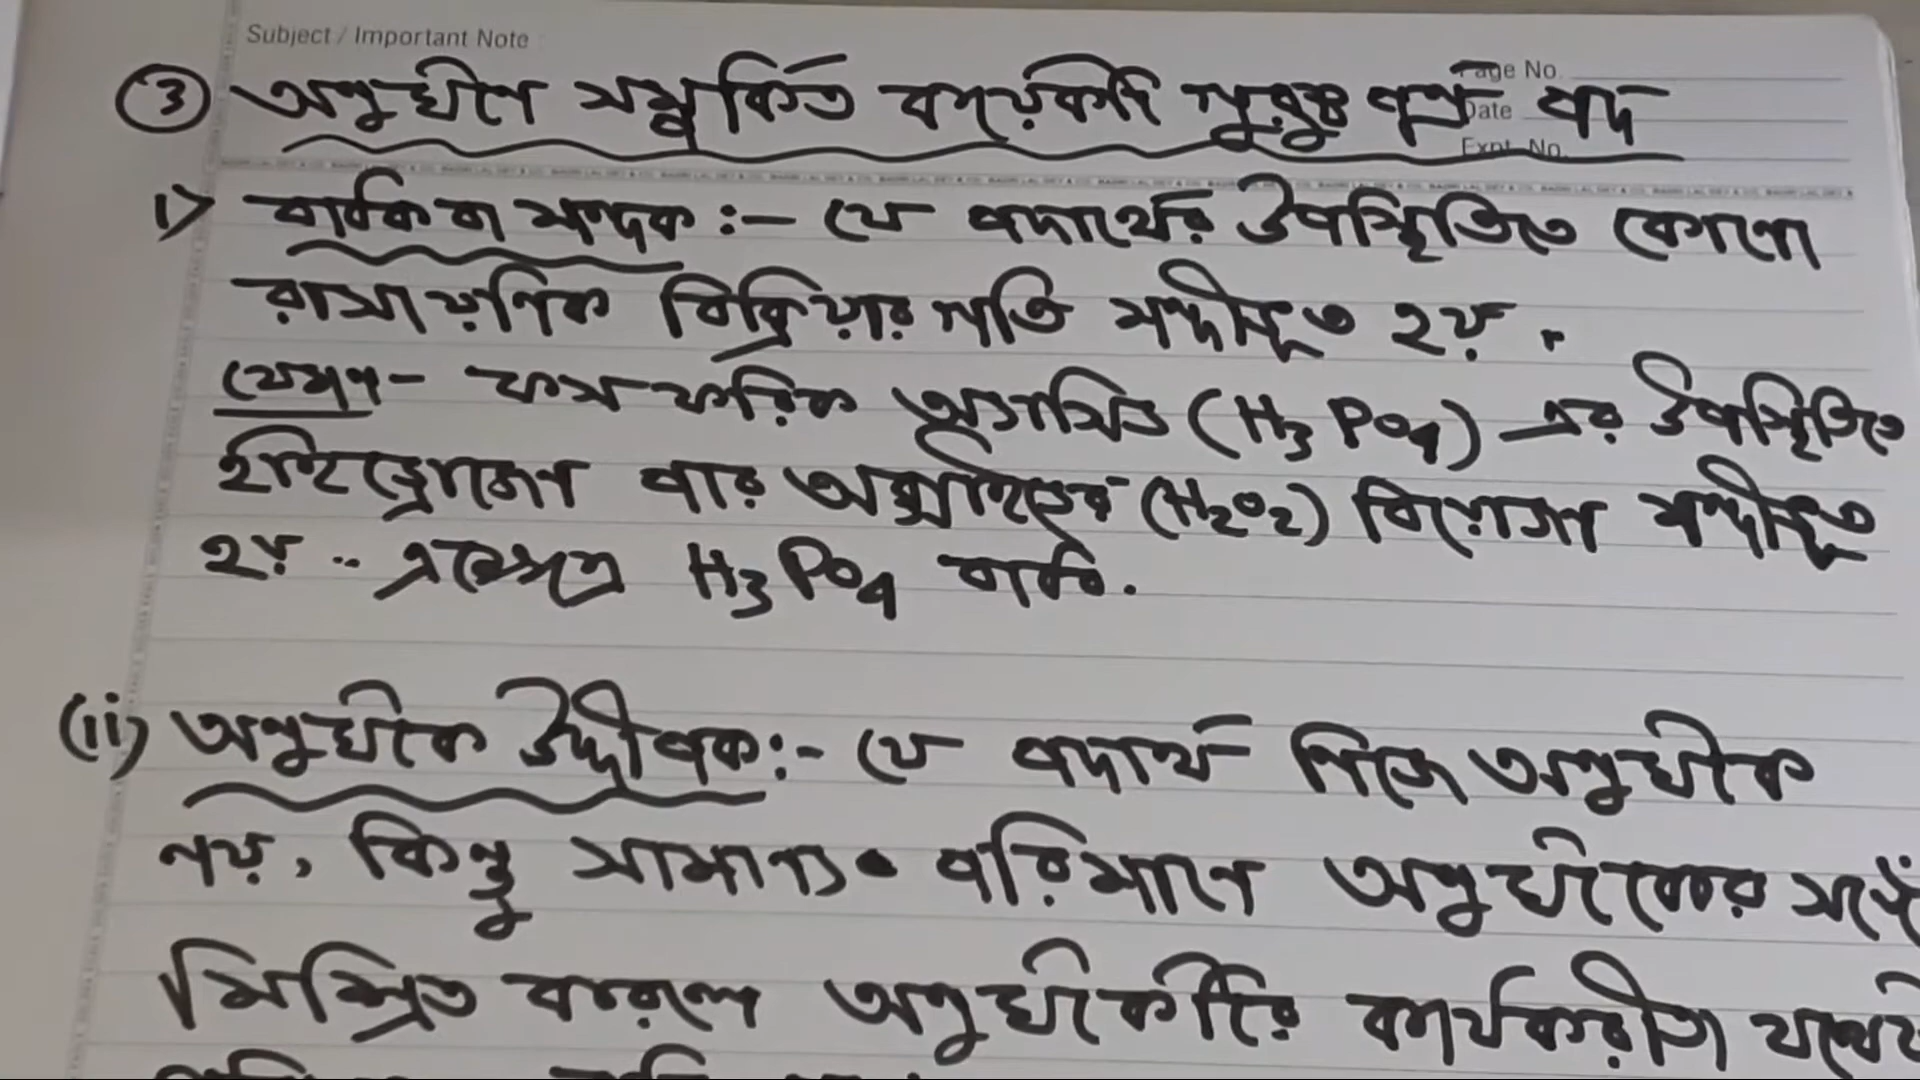 Subject / Important Note
Page No.
Date
Expt. No.
③ অনুঘটন সম্পর্কিত কয়েকটি গুরুত্বপূর্ণ পদ
i> বাধক বা মন্দক :- যে পদার্থের উপস্থিতিতে কোনো
রাসায়নিক বিক্রিয়ার গতি মন্দীভূত হয়.
যেমন- ফসফরিক অ্যাসিড (H₃PO₄) এর উপস্থিতিতে
হাইড্রোজেন পার অক্সাইডের (H₂O₂) বিয়োজন মন্দীভূত
হয়.. এক্ষেত্রে H₃PO₄ বাধক.
(ii) অনুঘটক উদ্দীপক :- যে পদার্থ নিজে অনুঘটক
নয়, কিন্তু সামান্য পরিমানে অনুঘটকের সঙ্গে
মিশ্রিত করলে অনুঘটকটির কার্যকারীতা